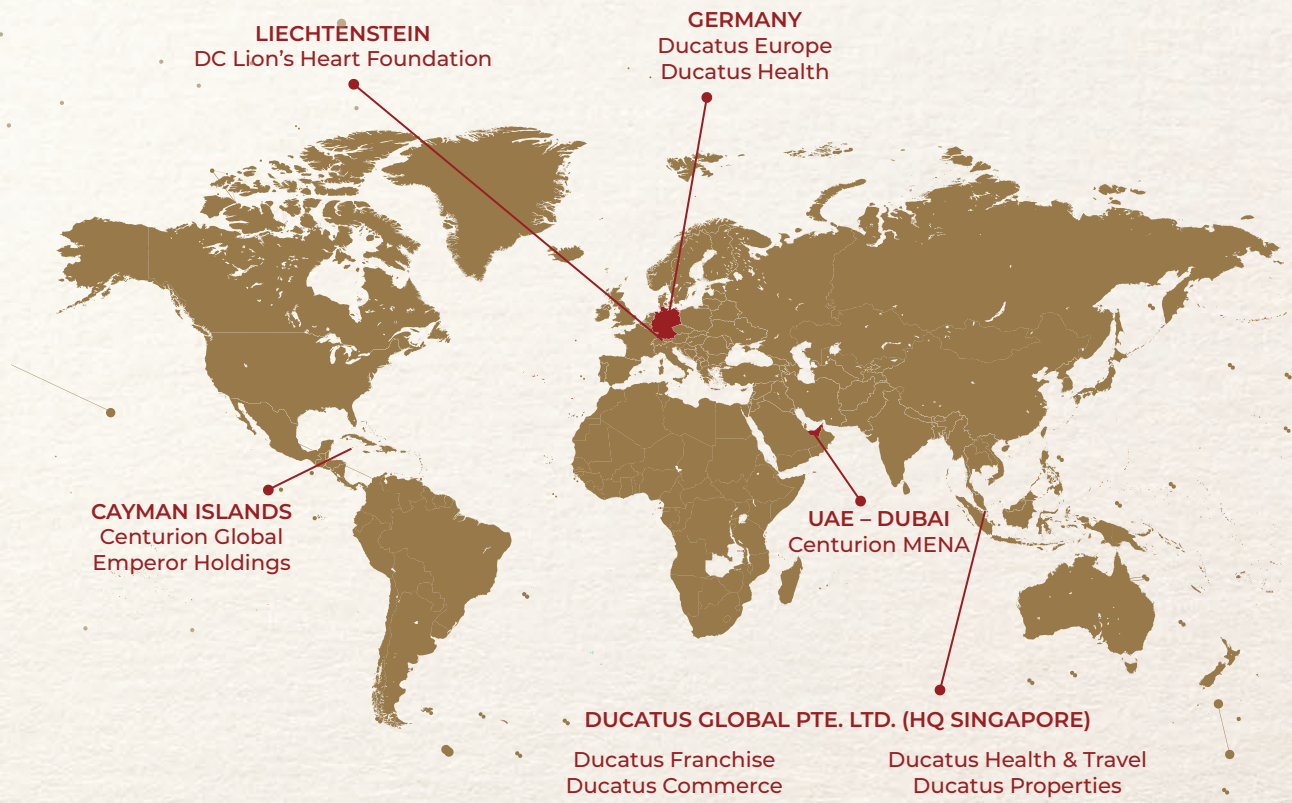 LIECHTENSTEIN
DC Lion’s Heart Foundation
GERMANY
Ducatus Europe
Ducatus Health
CAYMAN ISLANDS
Centurion Global
Emperor Holdings
UAE – DUBAI
Centurion MENA
DUCATUS GLOBAL PTE. LTD. (HQ SINGAPORE)
Ducatus Franchise
Ducatus Commerce
Ducatus Health & Travel
Ducatus Properties